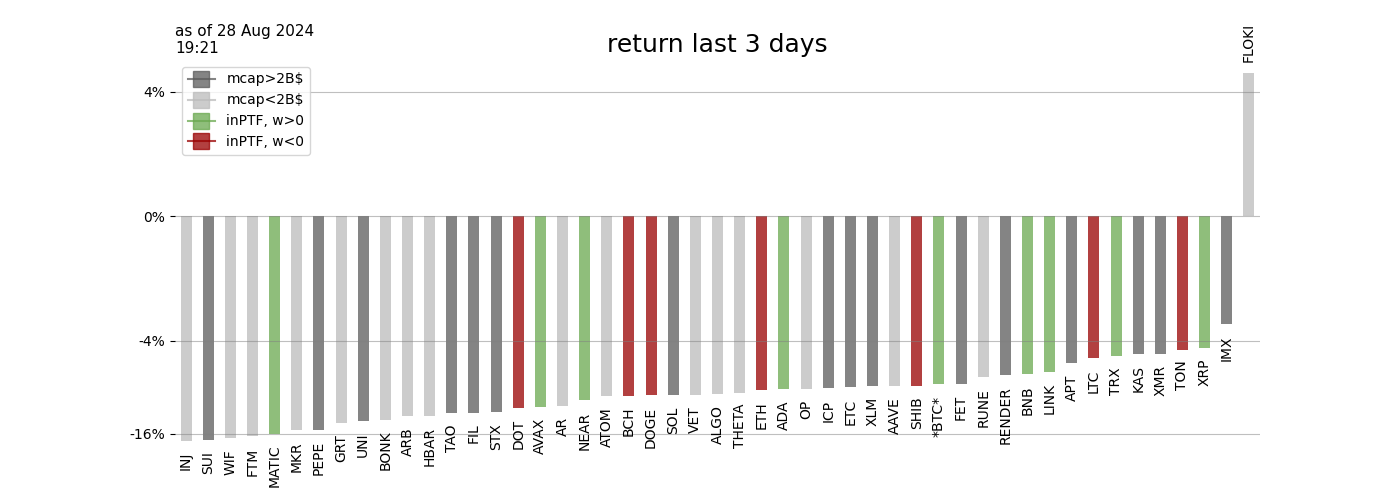 as of 28 Aug 2024
19:21
return last 3 days
mcap>2B$
mcap<2B$
inPTF, w>0
inPTF, w<0
4%
0%
-4%
-16%
INJ
SUI
WIF
FTM
MATIC
MKR
PEPE
GRT
UNI
BONK
ARB
HBAR
TAO
FIL
STX
DOT
AVAX
AR
NEAR
ATOM
BCH
DOGE
SOL
VET
ALGO
THETA
ETH
ADA
OP
ICP
ETC
XLM
AAVE
SHIB
*BTC*
FET
RUNE
RENDER
BNB
LINK
APT
LTC
TRX
KAS
XMR
TON
XRP
IMX
FLOKI